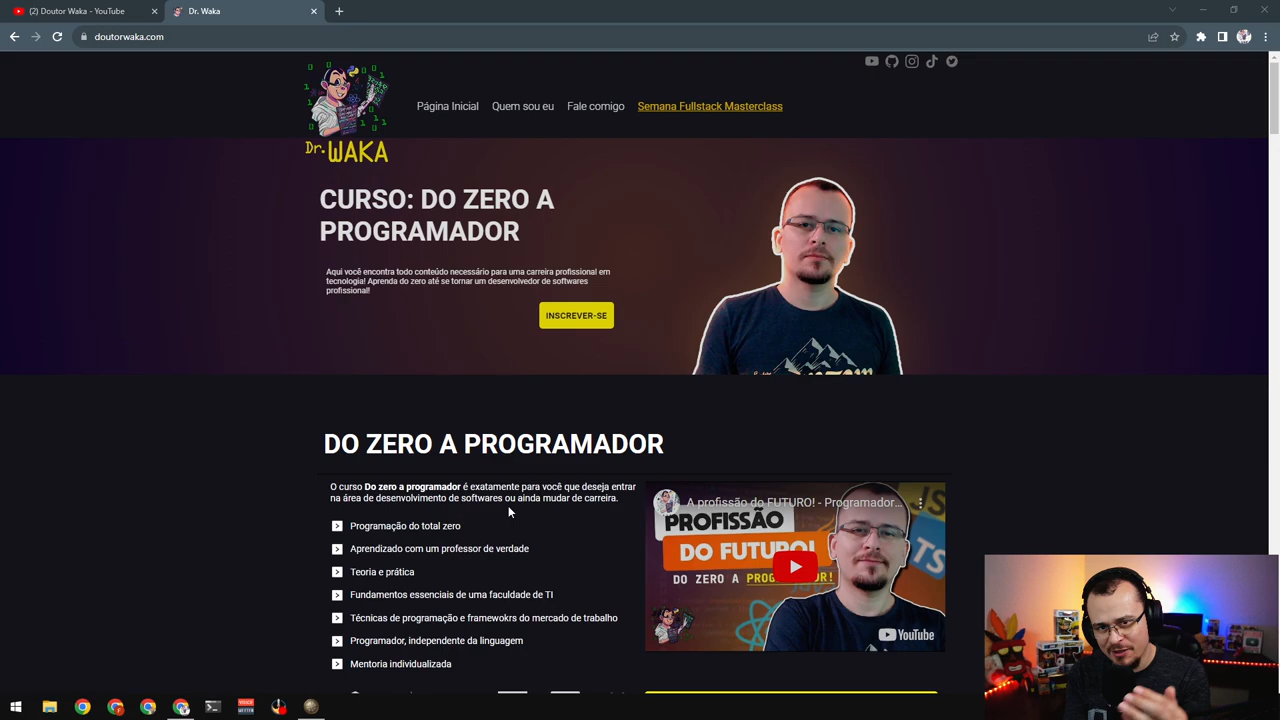 (2) Doutor Waka - YouTube
Dr. Waka
doutorwaka.com
Dr. WAKA
Página Inicial
Quem sou eu
Fale comigo
Semana Fullstack Masterclass
CURSO: DO ZERO A
PROGRAMADOR
Aqui você encontra todo conteúdo necessário para uma carreira profissional em
tecnologia! Aprenda do zero até se tornar um desenvolvedor de softwares
profissional!
INSCREVER-SE
DO ZERO A PROGRAMADOR
O curso Do zero a programador é exatamente para você que deseja entrar
na área de desenvolvimento de softwares ou ainda mudar de carreira.
Programação do total zero
Aprendizado com um professor de verdade
Teoria e prática
Fundamentos essenciais de uma faculdade de TI
Técnicas de programação e framewokrs do mercado de trabalho
Programador, independente da linguagem
Mentoria individualizada
A profissão do FUTURO! - Programador...
PROFISSÃO
DO FUTURO!
DO ZERO A PROGRAMADOR!
JS
TS
YouTube